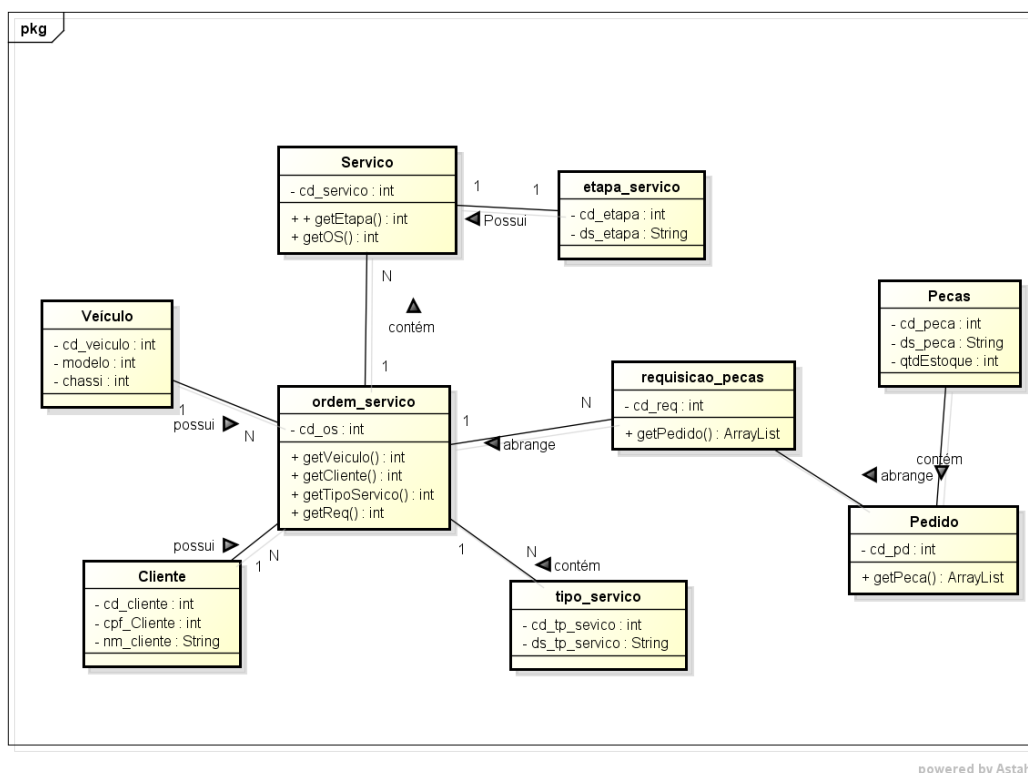 pkg
Servico
- cd_servico : int
+ + getEtapa() : int
+ getOS() : int
1
1
Possui
etapa_servico
- cd_etapa : int
- ds_etapa : String
N
contém
1
Veículo
- cd_veiculo : int
- modelo : int
- chassi : int
1
possui
N
ordem_servico
- cd_os : int
+ getVeiculo() : int
+ getCliente() : int
+ getTipoServico() : int
+ getReq() : int
1
abrange
N
requisicao_pecas
- cd_req : int
+ getPedido() : ArrayList
Pecas
- cd_peca : int
- ds_peca : String
- qtdEstoque : int
contém
abrange
Pedido
- cd_pd : int
+ getPeca() : ArrayList
possui
N
1
Cliente
- cd_cliente : int
- cpf_Cliente : int
- nm_cliente : String
1
N
contém
tipo_servico
- cd_tp_sevico : int
- ds_tp_servico : String
powered by Astah